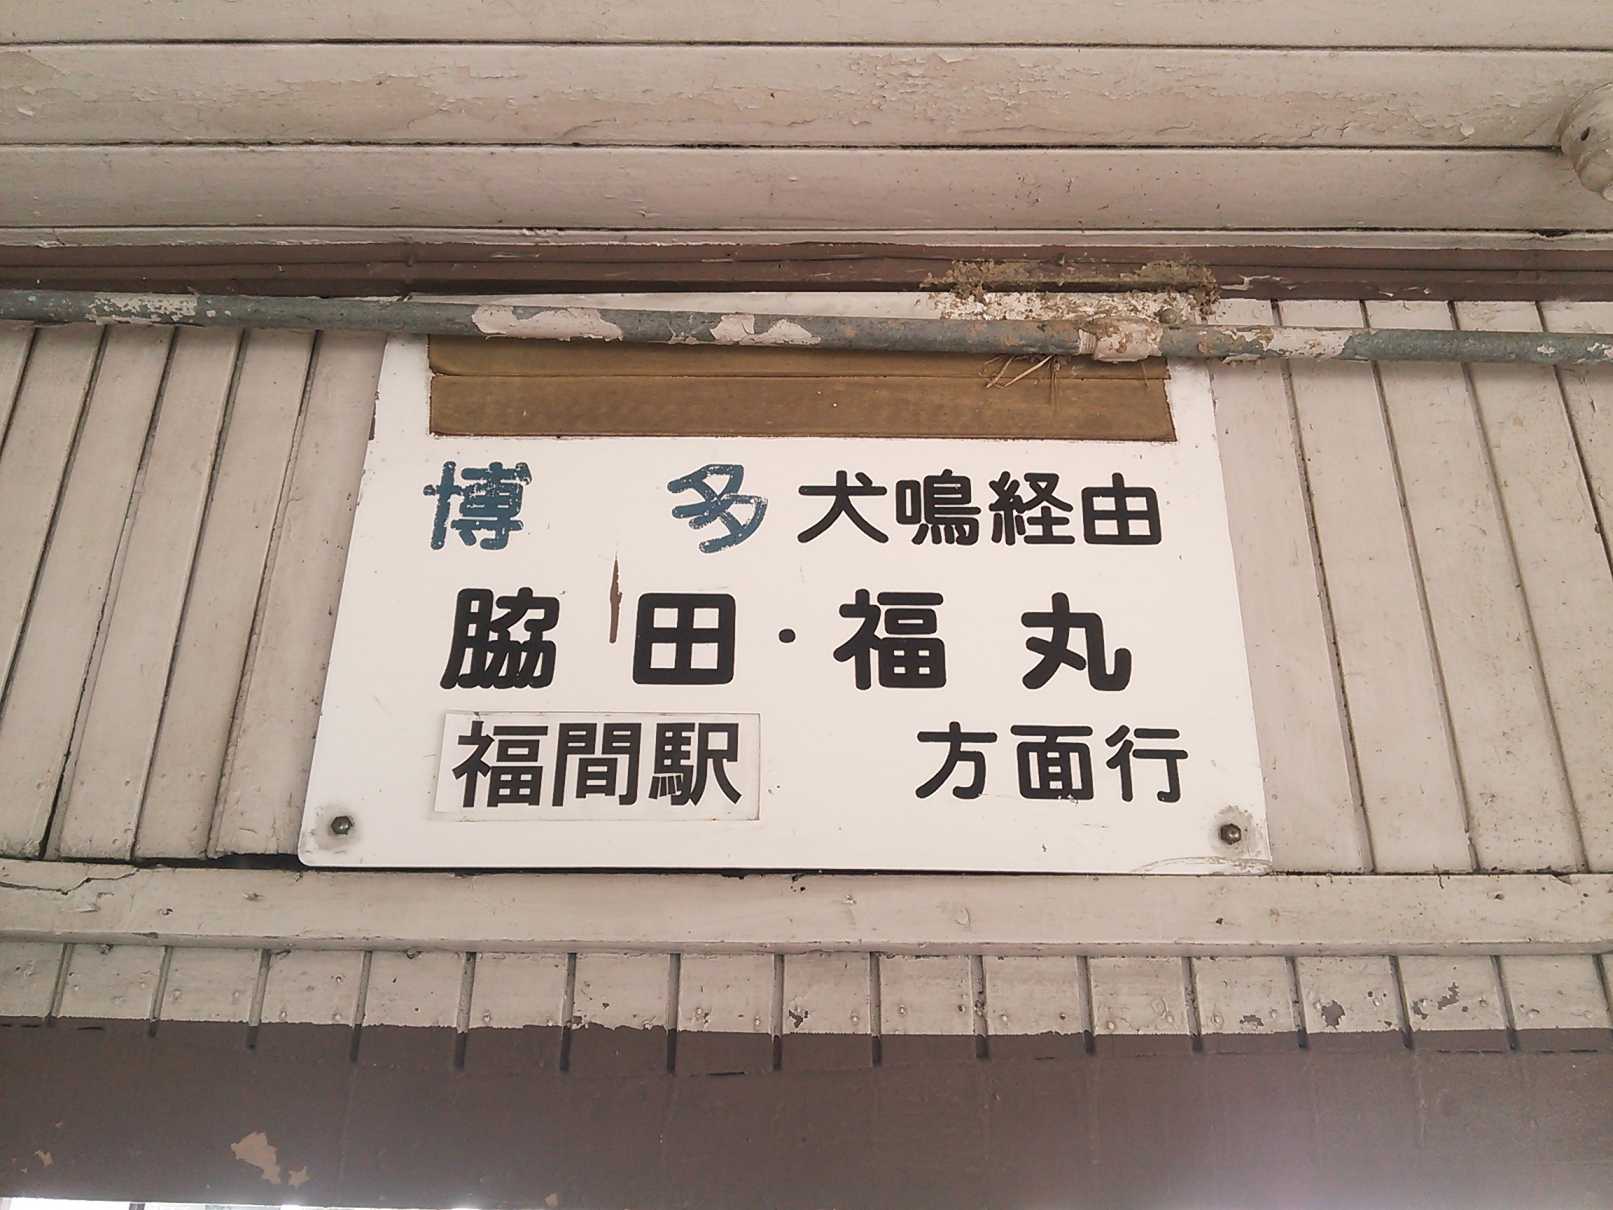 博多 犬鳴経由
脇田・福丸
福間駅 方面行